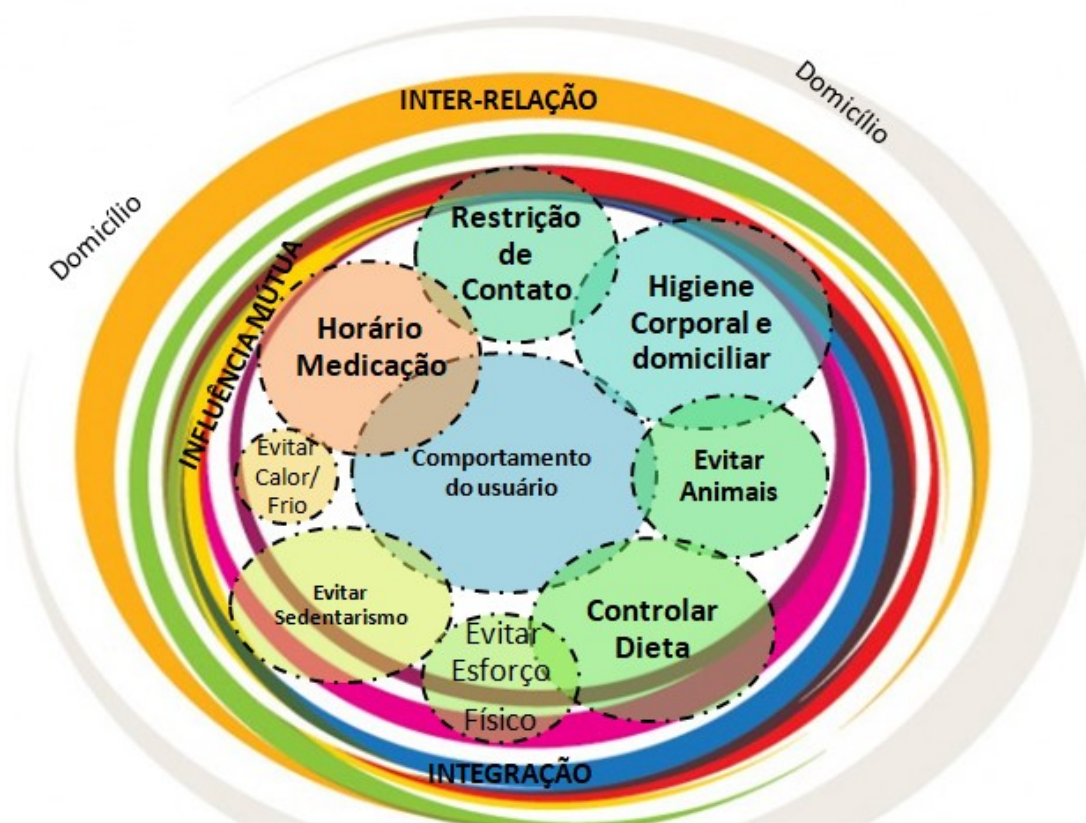 Domicílio
INTER-RELAÇÃO
Domicílio
INFLUÊNCIA MÚTUA
Restrição
de
Contato
Higiene
Corporal e
domiciliar
Horário
Medicação
Evitar
Calor/
Frio
Comportamento
do usuário
Evitar
Animais
Evitar
Sedentarismo
Evitar
Esforço
Físico
Controlar
Dieta
INTEGRAÇÃO